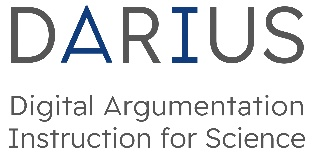 DARIUS
Digital Argumentation
Instruction for Science